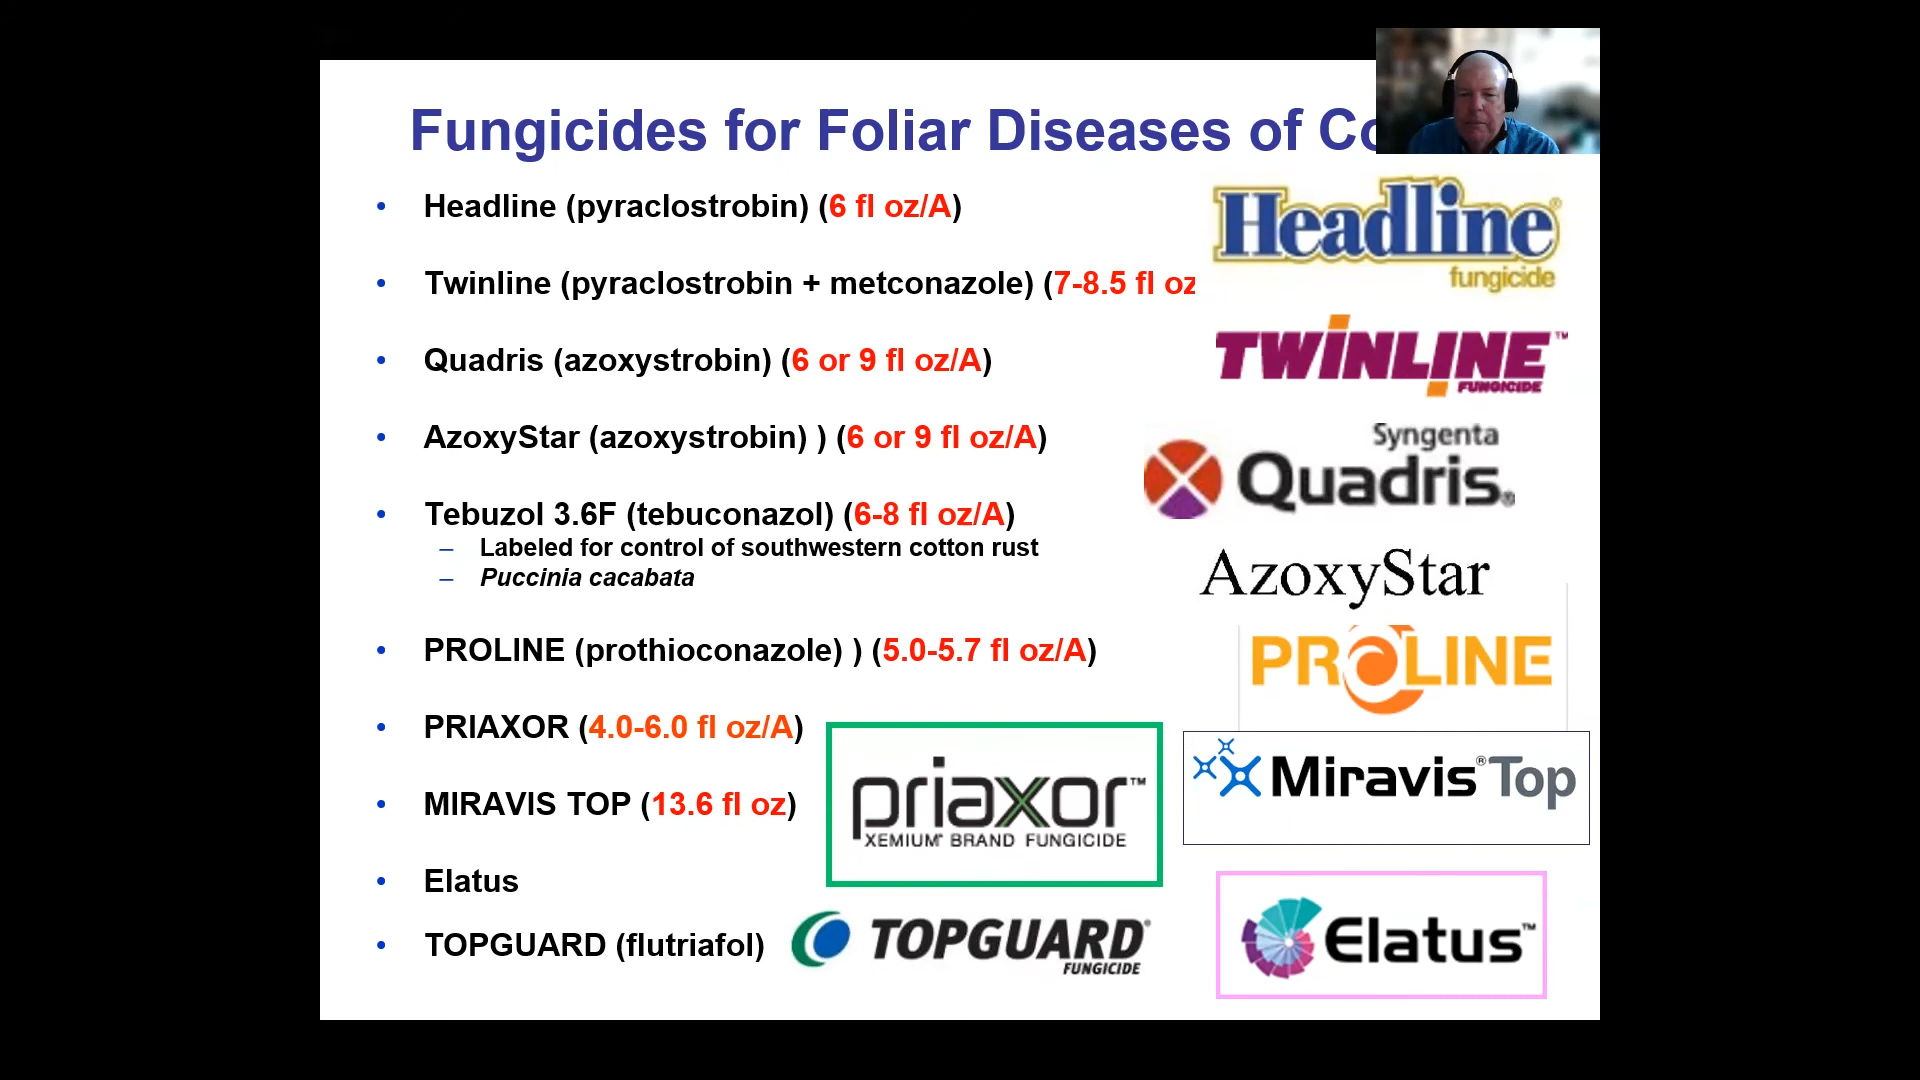 Fungicides for Foliar Diseases of Co
• Headline (pyraclostrobin) (6 fl oz/A)
• Twinline (pyraclostrobin + metconazole) (7-8.5 fl oz
• Quadris (azoxystrobin) (6 or 9 fl oz/A)
• AzoxyStar (azoxystrobin) ) (6 or 9 fl oz/A)
• Tebuzol 3.6F (tebuconazol) (6-8 fl oz/A)
– Labeled for control of southwestern cotton rust
– Puccinia cacabata
• PROLINE (prothioconazole) ) (5.0-5.7 fl oz/A)
• PRIAXOR (4.0-6.0 fl oz/A)
• MIRAVIS TOP (13.6 fl oz)
• Elatus
• TOPGUARD (flutriafol)
Headline®
fungicide
TWINLINE™
FUNGICIDE
Syngenta
Quadris®
AzoxyStar
PROLINE
priaxor™
XEMIUM® BRAND FUNGICIDE
Miravis® Top
TOPGUARD®
FUNGICIDE
Elatus™